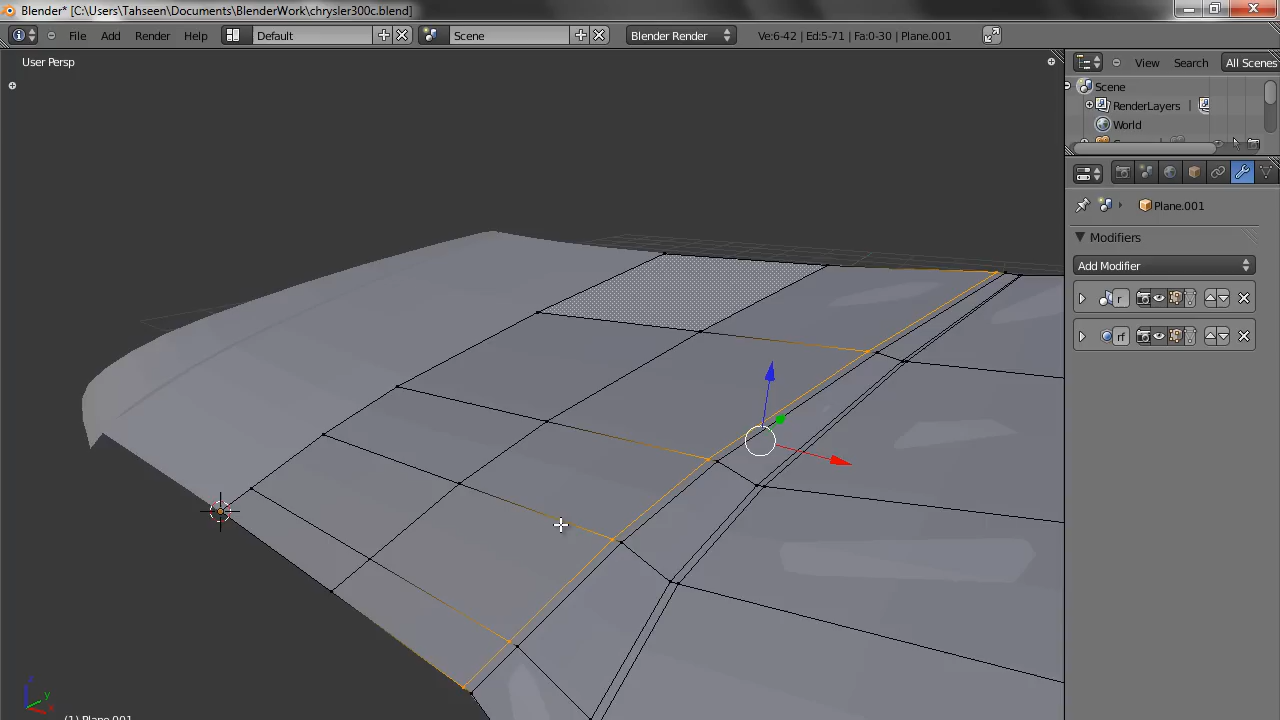 Blender* [C:\Users\Tahseen\Documents\BlenderWork\chrysler300c.blend]
File Add Render Help Default Scene Blender Render Ve:6-42 | Ed:5-71 | Fa:0-30 | Plane.001
User Persp
View Search All Scenes
Scene
RenderLayers
World
Plane.001
Modifiers
Add Modifier
r
rf
z
y
x
(1) Plane.001